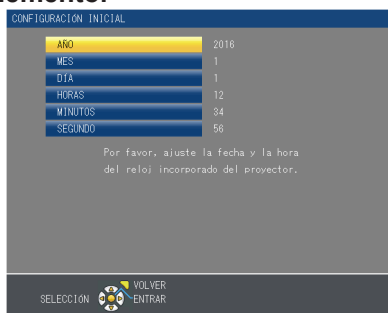 CONFIGURACIÓN INICIAL
AÑO 2016
MES 1
DÍA 1
HORAS 12
MINUTOS 34
SEGUNDO 56
Por favor, ajuste la fecha y la hora
del reloj incorporado del proyector.
VOLVER
SELECCIÓN ENTRAR